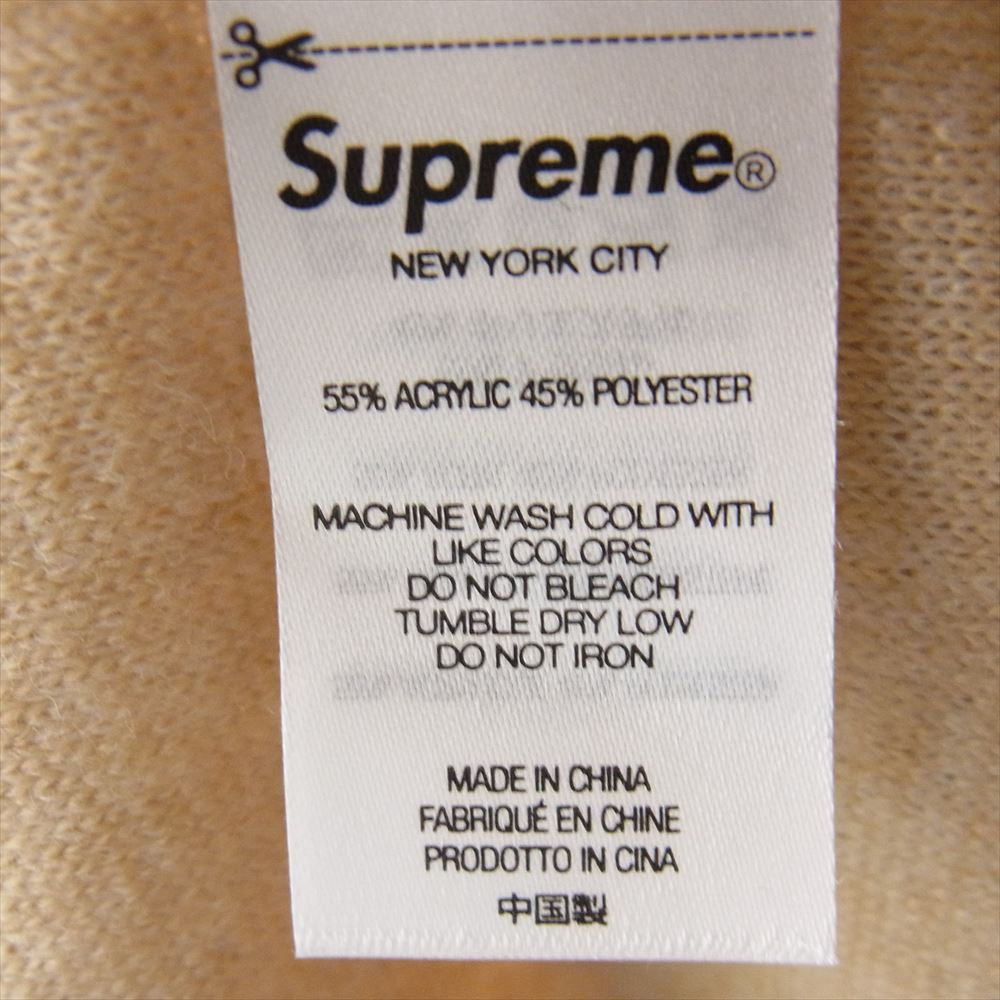 Supreme®
NEW YORK CITY
55% ACRYLIC 45% POLYESTER
MACHINE WASH COLD WITH
LIKE COLORS
DO NOT BLEACH
TUMBLE DRY LOW
DO NOT IRON
MADE IN CHINA
FABRIQUÉ EN CHINE
PRODOTTO IN CINA
中国製